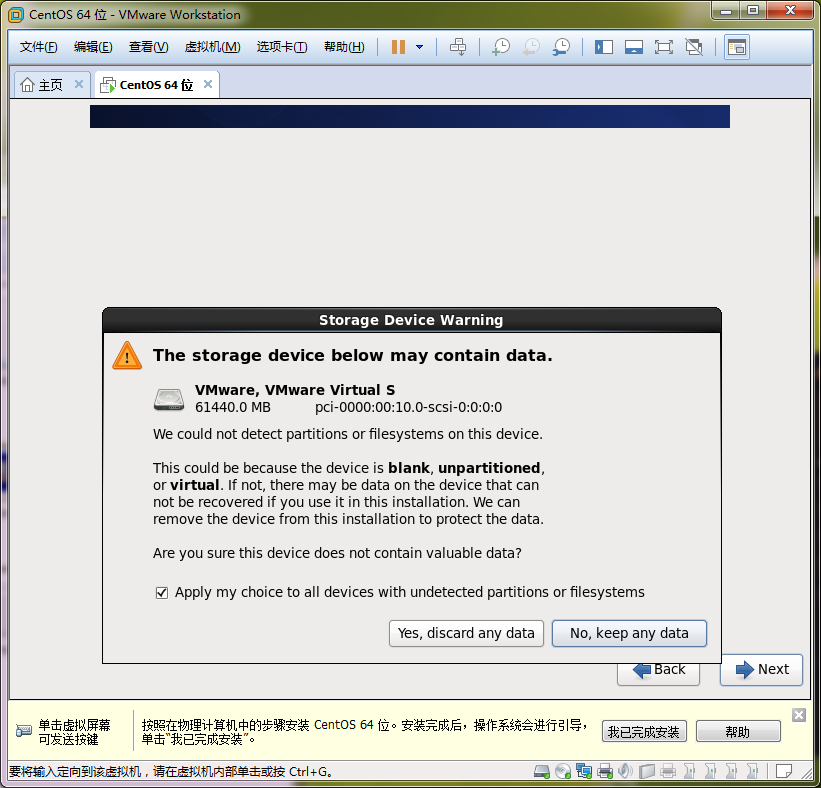 CentOS 64 位 - VMware Workstation
文件(F) 编辑(E) 查看(V) 虚拟机(M) 选项卡(T) 帮助(H)
主页 CentOS 64 位
Storage Device Warning
The storage device below may contain data.
VMware, VMware Virtual S
61440.0 MB pci-0000:00:10.0-scsi-0:0:0:0
We could not detect partitions or filesystems on this device.
This could be because the device is blank, unpartitioned,
or virtual. If not, there may be data on the device that can
not be recovered if you use it in this installation. We can
remove the device from this installation to protect the data.
Are you sure this device does not contain valuable data?
Apply my choice to all devices with undetected partitions or filesystems
Yes, discard any data No, keep any data
Back Next
单击虚拟屏幕
可发送按键
按照在物理计算机中的步骤安装 CentOS 64 位。安装完成后，操作系统会进行引导，
单击“我已完成安装”。
我已完成安装 帮助
要将输入定向到该虚拟机，请在虚拟机内部单击或按 Ctrl+G。